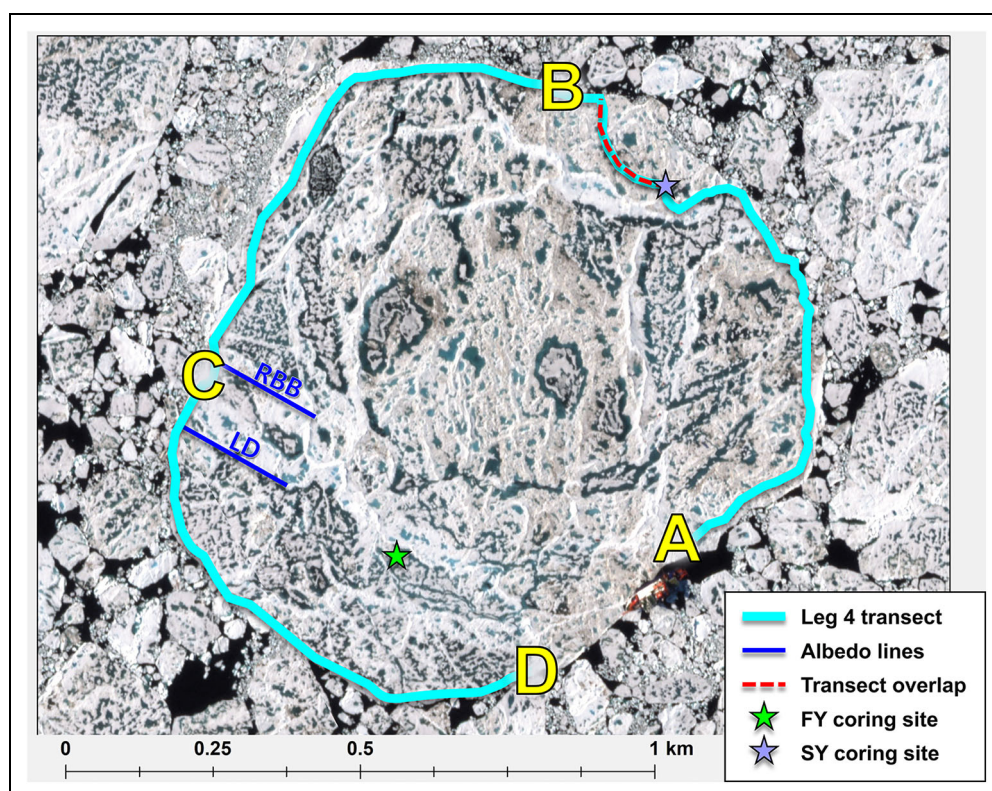 B
C
RBB
LD
A
D
Leg 4 transect
Albedo lines
Transect overlap
FY coring site
SY coring site
0 0.25 0.5 1 km